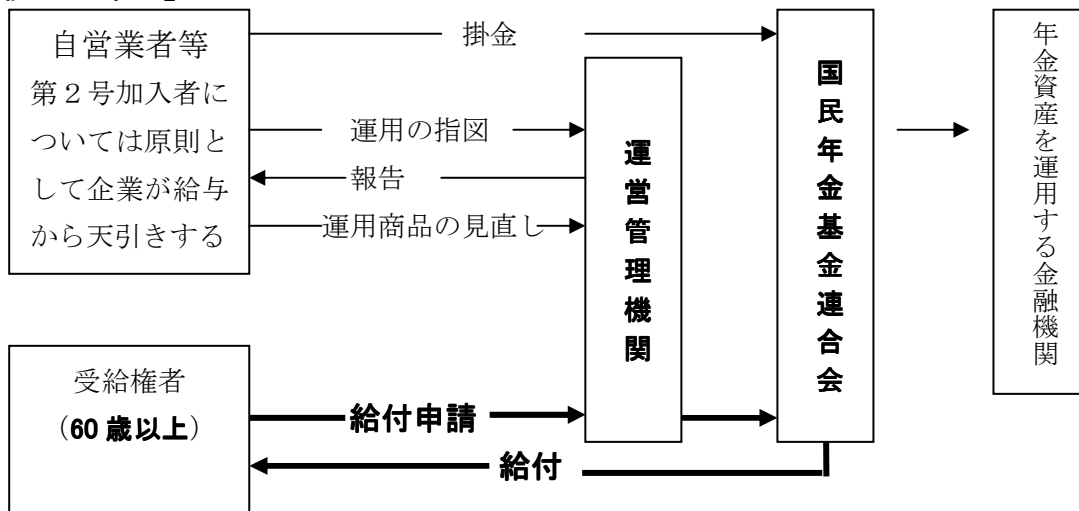 自営業者等
第２号加入者に
ついては原則と
して企業が給与
から天引きする
掛金
運用の指図
報告
運用商品の見直し
運営管理機関
国民年金基金連合会
年金資産を運用する金融機関
受給権者
（60 歳以上）
給付申請
給付